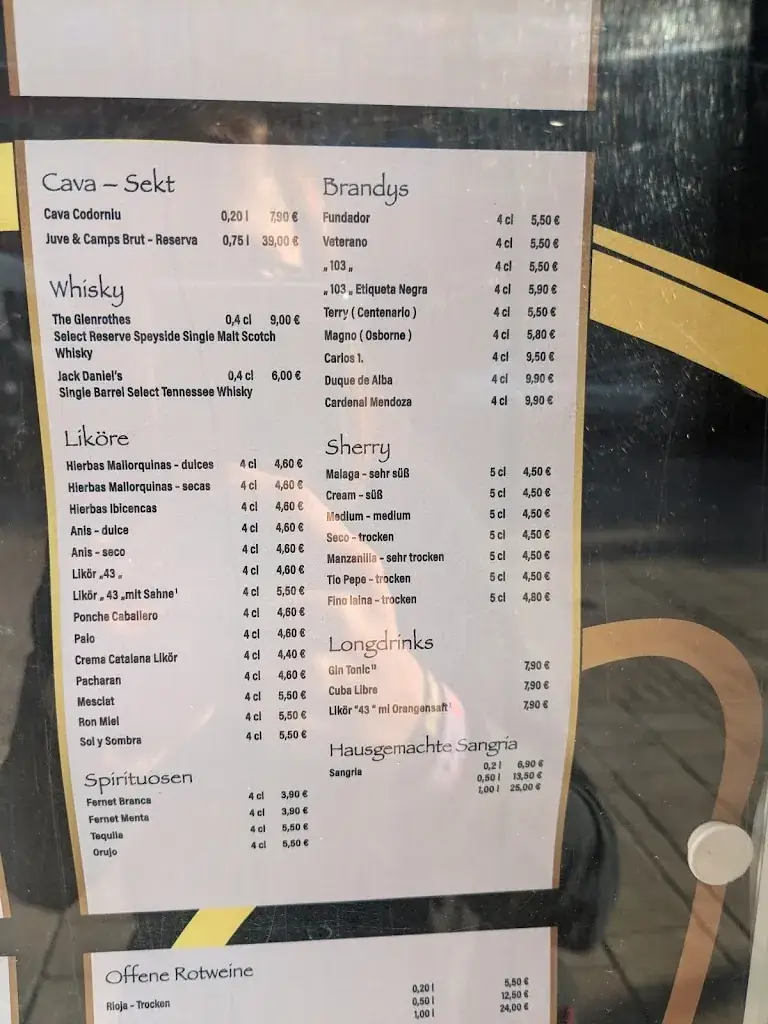 Cava – Sekt
Cava Codorniu 0,20 l 7,90 €
Juve & Camps Brut - Reserva 0,75 l 39,00 €
Whisky
The Glenrothes 0,4 cl 9,00 €
Select Reserve Speyside Single Malt Scotch
Whisky
Jack Daniel's 0,4 cl 6,00 €
Single Barrel Select Tennessee Whisky
Liköre
Hierbas Mallorquinas - dulces 4 cl 4,60 €
Hierbas Mallorquinas - secas 4 cl 4,60 €
Hierbas Ibicencas 4 cl 4,60 €
Anis - dulce 4 cl 4,60 €
Anis - seco 4 cl 4,60 €
Likör „43 „ 4 cl 4,60 €
Likör „ 43 „mit Sahne¹ 4 cl 5,50 €
Ponche Caballero 4 cl 4,60 €
Palo 4 cl 4,60 €
Crema Catalana Likör 4 cl 4,40 €
Pacharan 4 cl 4,60 €
Mesclat 4 cl 5,50 €
Ron Miel 4 cl 5,50 €
Sol y Sombra 4 cl 5,50 €
Spirituosen
Fernet Branca 4 cl 3,90 €
Fernet Menta 4 cl 3,90 €
Tequila 4 cl 5,50 €
Orujo 4 cl 5,50 €
Brandys
Fundador 4 cl 5,50 €
Veterano 4 cl 5,50 €
„ 103 „ 4 cl 5,50 €
„ 103 „ Etiqueta Negra 4 cl 5,90 €
Terry ( Centenario ) 4 cl 5,50 €
Magno ( Osborne ) 4 cl 5,80 €
Carlos 1. 4 cl 9,50 €
Duque de Alba 4 cl 9,90 €
Cardenal Mendoza 4 cl 9,90 €
Sherry
Malaga - sehr süß 5 cl 4,50 €
Cream - süß 5 cl 4,50 €
Medium - medium 5 cl 4,50 €
Seco - trocken 5 cl 4,50 €
Manzanilla - sehr trocken 5 cl 4,50 €
Tio Pepe - trocken 5 cl 4,50 €
Fino laina - trocken 5 cl 4,80 €
Longdrinks
Gin Tonic 7,90 €
Cuba Libre 7,90 €
Likör "43 " mi Orangensaft¹ 7,90 €
Hausgemachte Sangria
Sangria 0,2 l 6,90 €
0,50 l 13,50 €
1,00 l 25,00 €
Offene Rotweine
Rioja - Trocken 0,20 l 5,50 €
0,50 l 12,50 €
1,00 l 24,00 €